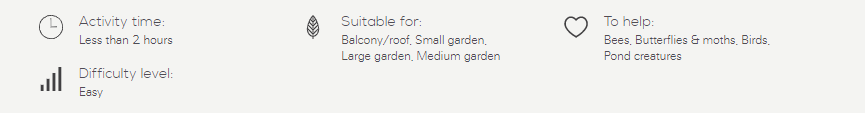 Activity time:
Less than 2 hours
Difficulty level:
Easy
Suitable for:
Balcony/roof, Small garden,
Large garden, Medium garden
To help:
Bees, Butterflies & moths, Birds,
Pond creatures